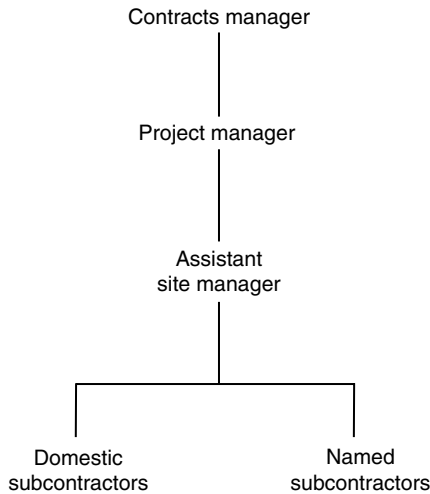 Contracts manager
Project manager
Assistant
site manager
Domestic
subcontractors
Named
subcontractors